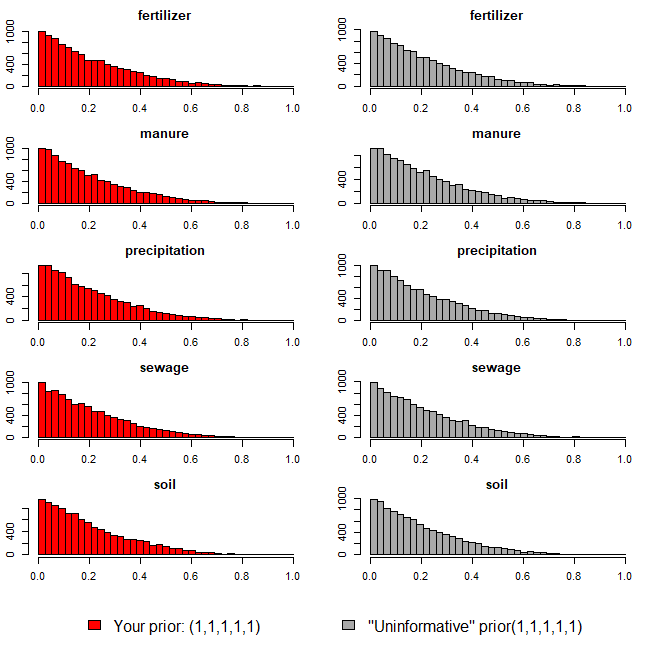 fertilizer fertilizer
0 400 1000 0 400 1000
0.0 0.2 0.4 0.6 0.8 1.0 0.0 0.2 0.4 0.6 0.8 1.0
manure manure
0 400 1000 0 400
0.0 0.2 0.4 0.6 0.8 1.0 0.0 0.2 0.4 0.6 0.8 1.0
precipitation precipitation
0 400 0 400 1000
0.0 0.2 0.4 0.6 0.8 1.0 0.0 0.2 0.4 0.6 0.8 1.0
sewage sewage
0 400 1000 0 400 1000
0.0 0.2 0.4 0.6 0.8 1.0 0.0 0.2 0.4 0.6 0.8 1.0
soil soil
0 400 0 400 1000
0.0 0.2 0.4 0.6 0.8 1.0 0.0 0.2 0.4 0.6 0.8 1.0
Your prior: (1,1,1,1,1) "Uninformative" prior(1,1,1,1,1)